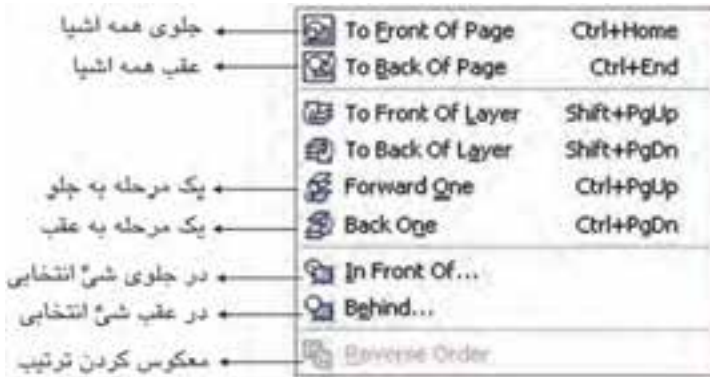 جلوی همه اشیا To Front Of Page Ctrl+Home
عقب همه اشیا To Back Of Page Ctrl+End
To Front Of Layer Shift+PgUp
To Back Of Layer Shift+PgDn
یک مرحله به جلو Forward One Ctrl+PgUp
یک مرحله به عقب Back One Ctrl+PgDn
در جلوی شئ انتخابی In Front Of...
در عقب شئ انتخابی Behind...
معکوس کردن ترتیب Reverse Order